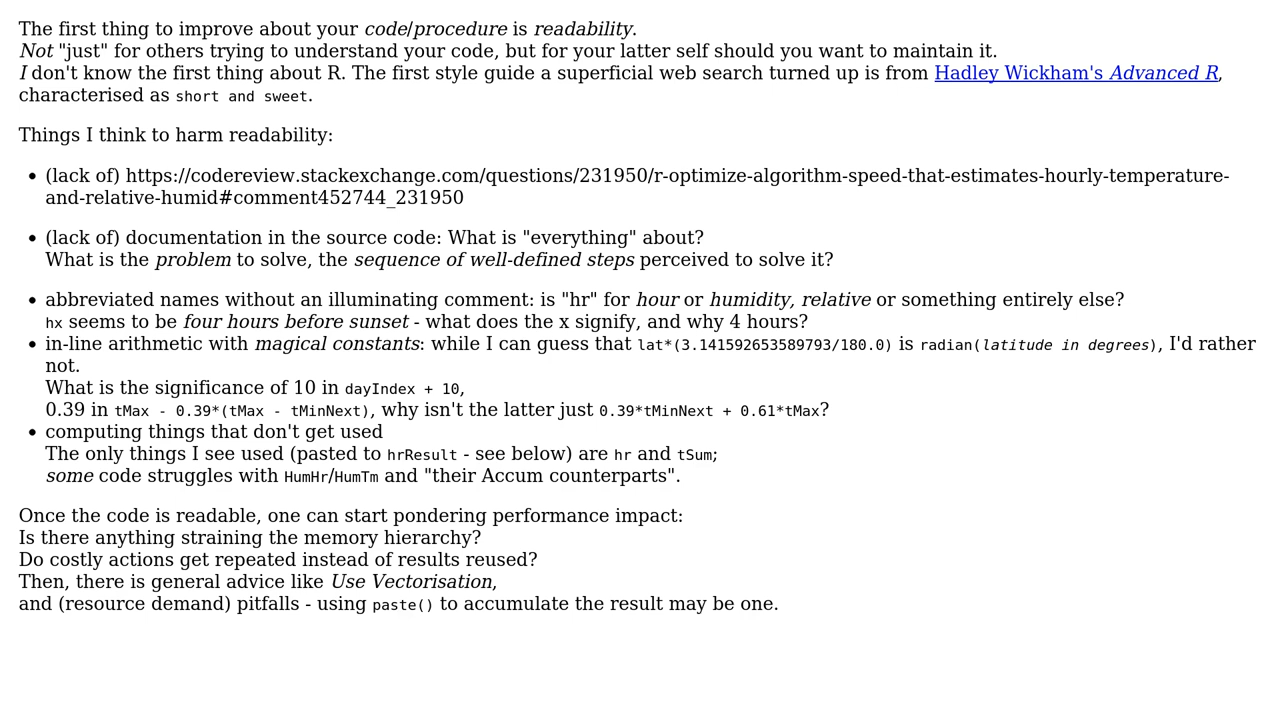 The first thing to improve about your code/procedure is readability.
Not "just" for others trying to understand your code, but for your latter self should you want to maintain it.
I don't know the first thing about R. The first style guide a superficial web search turned up is from Hadley Wickham's Advanced R,
characterised as short and sweet.
Things I think to harm readability:
• (lack of) https://codereview.stackexchange.com/questions/231950/r-optimize-algorithm-speed-that-estimates-hourly-temperature-
and-relative-humid#comment452744_231950
• (lack of) documentation in the source code: What is "everything" about?
What is the problem to solve, the sequence of well-defined steps perceived to solve it?
• abbreviated names without an illuminating comment: is "hr" for hour or humidity, relative or something entirely else?
hx seems to be four hours before sunset - what does the x signify, and why 4 hours?
• in-line arithmetic with magical constants: while I can guess that lat*(3.141592653589793/180.0) is radian(latitude in degrees), I'd rather
not.
What is the significance of 10 in dayIndex + 10,
0.39 in tMax - 0.39*(tMax - tMinNext), why isn't the latter just 0.39*tMinNext + 0.61*tMax?
• computing things that don't get used
The only things I see used (pasted to hrResult - see below) are hr and tSum;
some code struggles with HumHr/HumTm and "their Accum counterparts".
Once the code is readable, one can start pondering performance impact:
Is there anything straining the memory hierarchy?
Do costly actions get repeated instead of results reused?
Then, there is general advice like Use Vectorisation,
and (resource demand) pitfalls - using paste() to accumulate the result may be one.